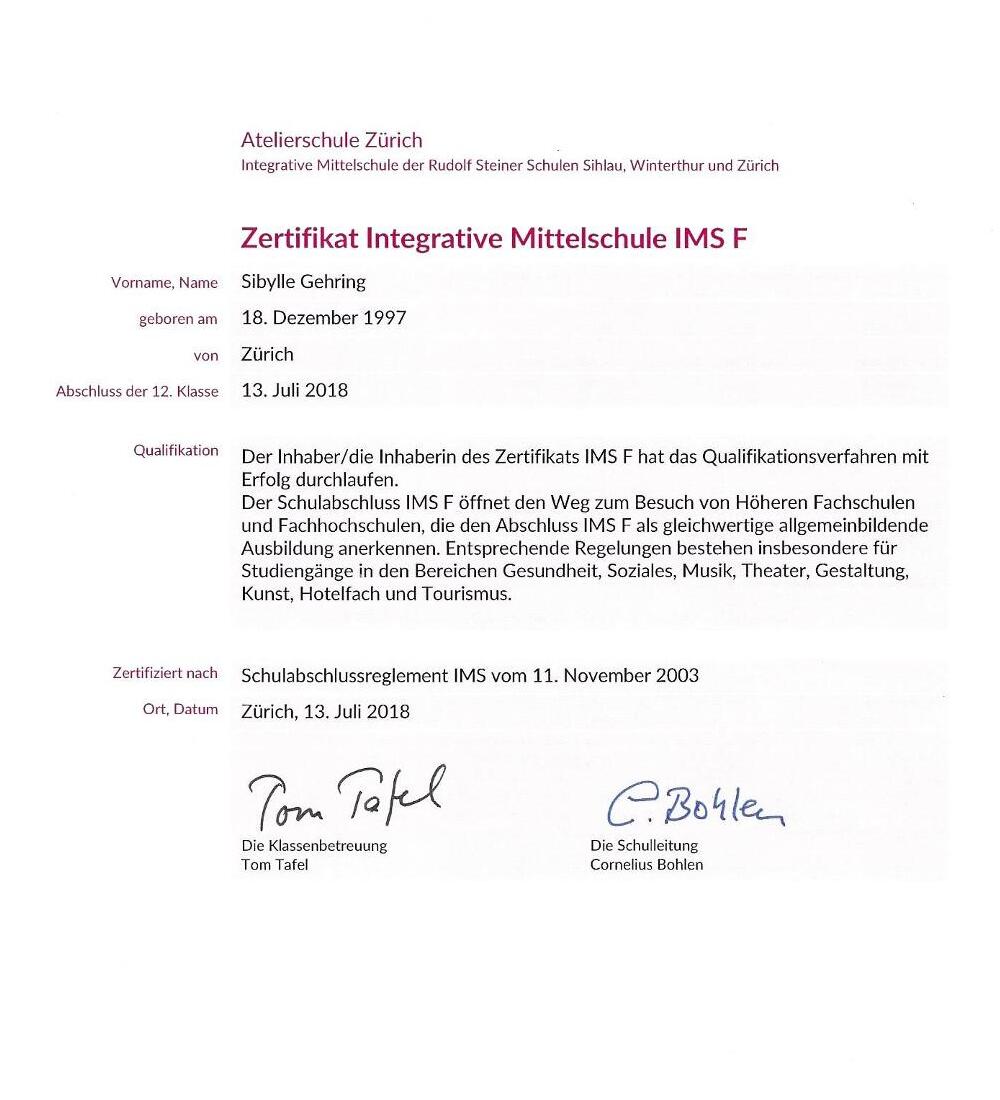 Atelierschule Zürich
Integrative Mittelschule der Rudolf Steiner Schulen Sihlau, Winterthur und Zürich
Zertifikat Integrative Mittelschule IMS F
Vorname, Name Sibylle Gehring
geboren am 18. Dezember 1997
von Zürich
Abschluss der 12. Klasse 13. Juli 2018
Qualifikation Der Inhaber/die Inhaberin des Zertifikats IMS F hat das Qualifikationsverfahren mit
Erfolg durchlaufen.
Der Schulabschluss IMS F öffnet den Weg zum Besuch von Höheren Fachschulen
und Fachhochschulen, die den Abschluss IMS F als gleichwertige allgemeinbildende
Ausbildung anerkennen. Entsprechende Regelungen bestehen insbesondere für
Studiengänge in den Bereichen Gesundheit, Soziales, Musik, Theater, Gestaltung,
Kunst, Hotelfach und Tourismus.
Zertifiziert nach Schulabschlussreglement IMS vom 11. November 2003
Ort, Datum Zürich, 13. Juli 2018
Tom Tafel C. Bohlen
Die Klassenbetreuung Die Schulleitung
Tom Tafel Cornelius Bohlen